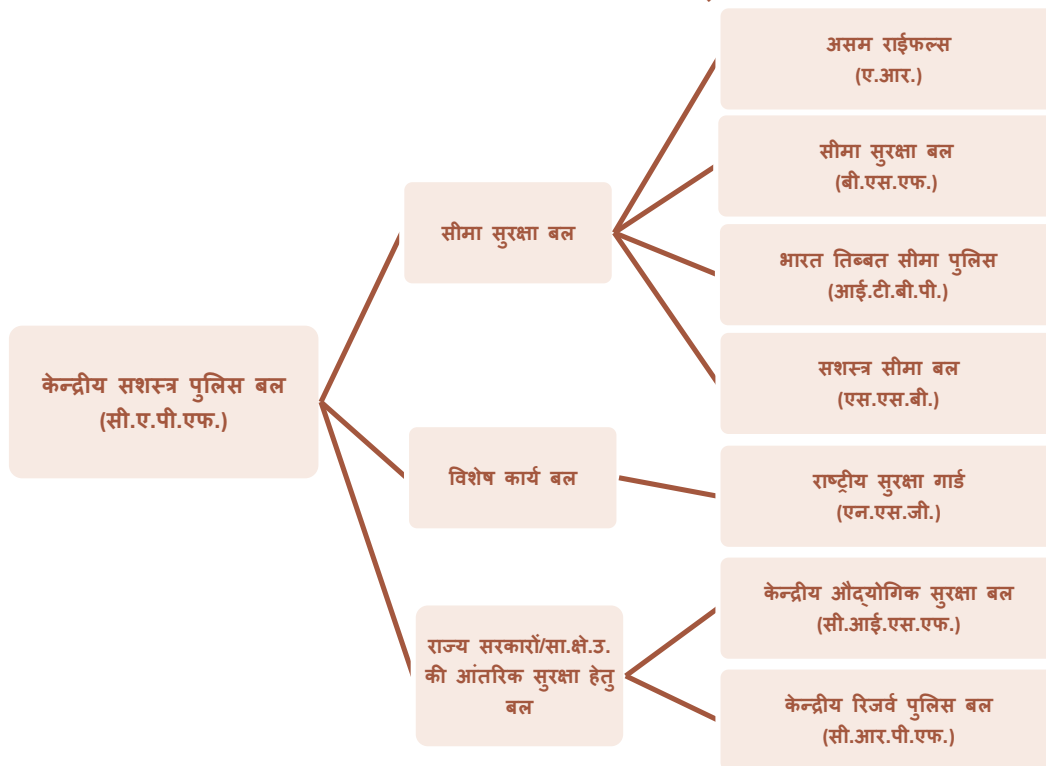 केन्द्रीय सशस्त्र पुलिस बल
(सी.ए.पी.एफ.)
सीमा सुरक्षा बल
असम राईफल्स
(ए.आर.)
सीमा सुरक्षा बल
(बी.एस.एफ.)
भारत तिब्बत सीमा पुलिस
(आई.टी.बी.पी.)
सशस्त्र सीमा बल
(एस.एस.बी.)
विशेष कार्य बल
राष्ट्रीय सुरक्षा गार्ड
(एन.एस.जी.)
राज्य सरकारों/सा.क्षे.उ.
की आंतरिक सुरक्षा हेतु
बल
केन्द्रीय औद्योगिक सुरक्षा बल
(सी.आई.एस.एफ.)
केन्द्रीय रिजर्व पुलिस बल
(सी.आर.पी.एफ.)